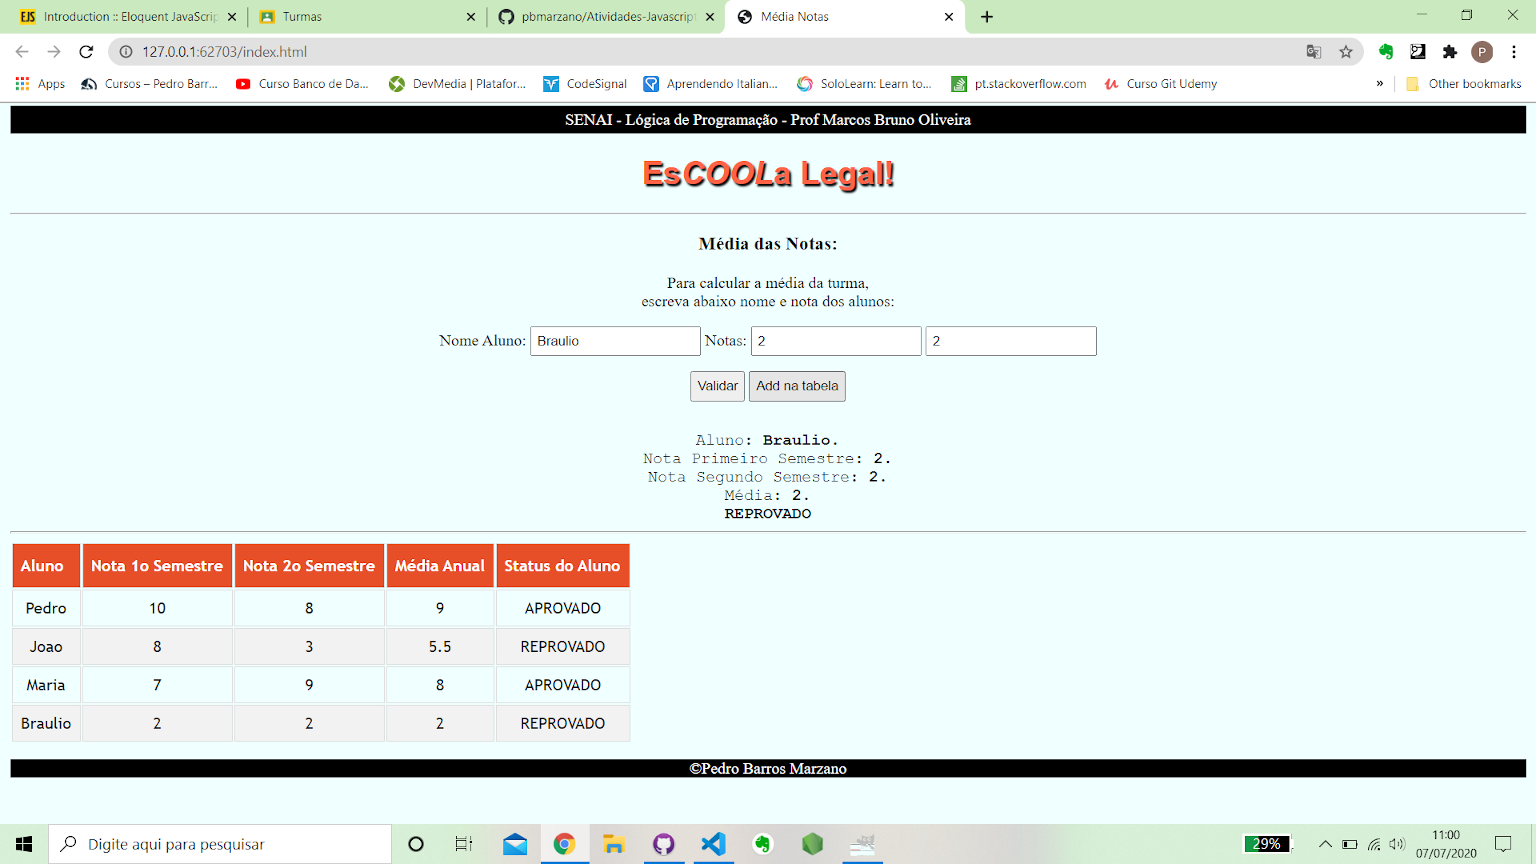 EJS Introduction :: Eloquent JavaScrip
Turmas
pbmarzano/Atividades-Javascript
Média Notas
127.0.0.1:62703/index.html
P
Apps
Cursos – Pedro Barr...
Curso Banco de Da...
DevMedia | Platafor...
CodeSignal
Aprendendo Italian...
SoloLearn: Learn to...
pt.stackoverflow.com
Curso Git Udemy
»
Other bookmarks
SENAI - Lógica de Programação - Prof Marcos Bruno Oliveira
EsCOOLa Legal!
Média das Notas:
Para calcular a média da turma,
escreva abaixo nome e nota dos alunos:
Nome Aluno: Braulio Notas: 2 2
Validar Add na tabela
Aluno: Braulio.
Nota Primeiro Semestre: 2.
Nota Segundo Semestre: 2.
Média: 2.
REPROVADO
Aluno Nota 1o Semestre Nota 2o Semestre Média Anual Status do Aluno
Pedro 10 8 9 APROVADO
Joao 8 3 5.5 REPROVADO
Maria 7 9 8 APROVADO
Braulio 2 2 2 REPROVADO
©Pedro Barros Marzano
Digite aqui para pesquisar
29%
11:00
07/07/2020